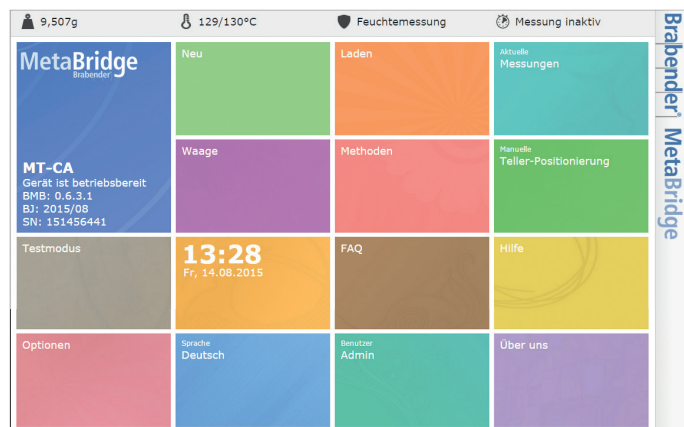 9,507g
129/130°C
Feuchtemessung
Messung inaktiv
MetaBridge
Brabender
MT-CA
Gerät ist betriebsbereit
BMB: 0.6.3.1
BJ: 2015/08
SN: 151456441
Neu
Laden
Aktuelle
Messungen
Waage
Methoden
Manuelle
Teller-Positionierung
Testmodus
13:28
Fr, 14.08.2015
FAQ
Hilfe
Optionen
Sprache
Deutsch
Benutzer
Admin
Über uns
Brabender® MetaBridge